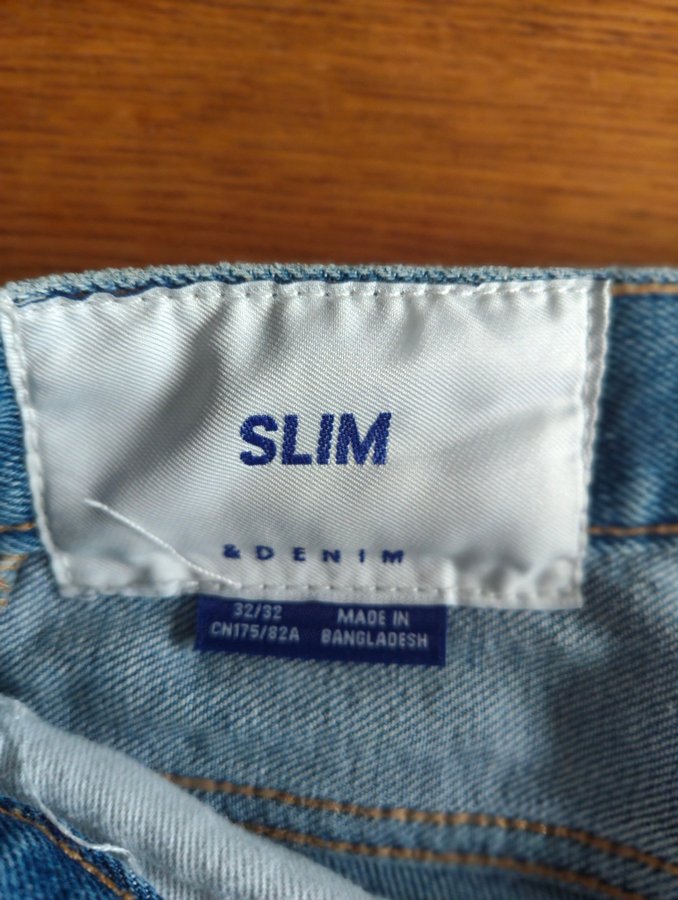 SLIM
& DENIM
32/32
CN175/82A
MADE IN
BANGLADESH